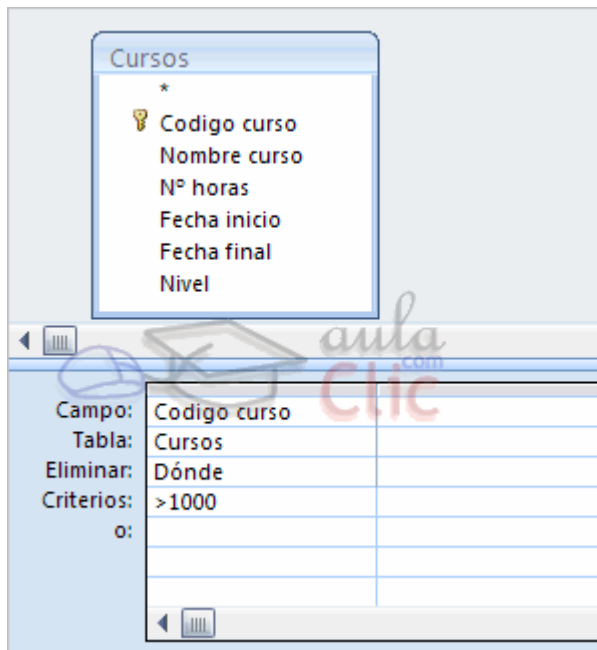 Cursos
*
Codigo curso
Nombre curso
Nº horas
Fecha inicio
Fecha final
Nivel
aula
.com
Clic
Campo: Codigo curso
Tabla: Cursos
Eliminar: Dónde
Criterios: >1000
o: